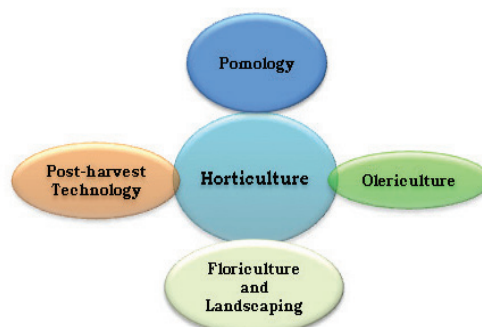 Pomology
Post-harvest
Technology
Horticulture
Olericulture
Floriculture
and
Landscaping